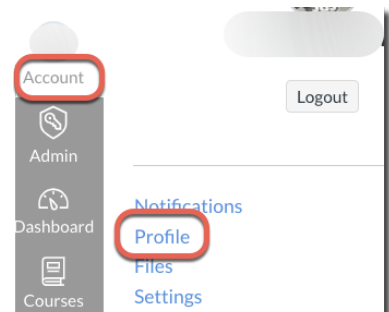 Account
Logout
Admin
Notifications
Dashboard
Profile
Files
Courses
Settings